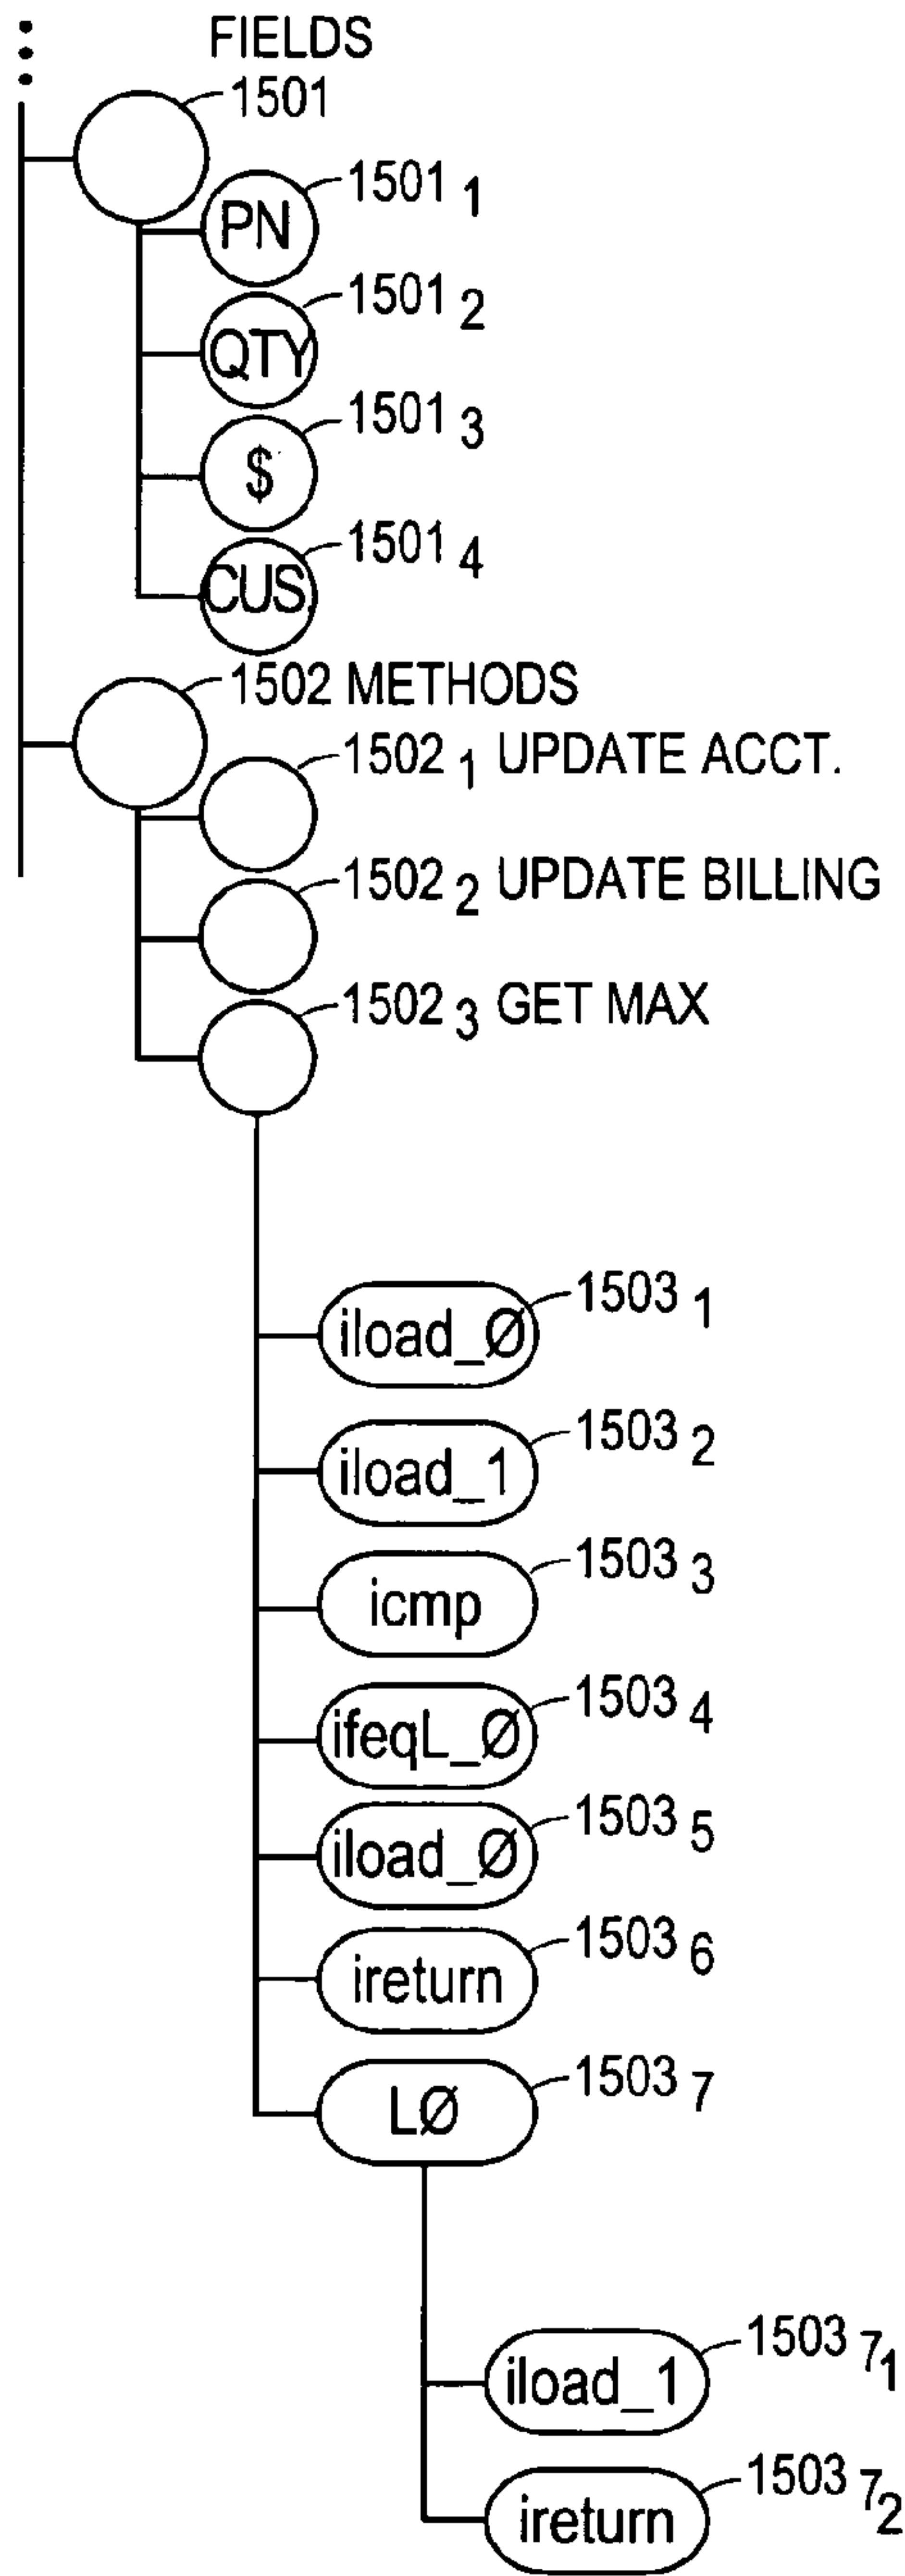 FIELDS
1501
PN 1501 1
QTY 1501 2
$ 1501 3
CUS 1501 4
1502 METHODS
1502 1 UPDATE ACCT.
1502 2 UPDATE BILLING
1502 3 GET MAX
iload_Ø 1503 1
iload_1 1503 2
icmp 1503 3
ifeqL_Ø 1503 4
iload_Ø 1503 5
ireturn 1503 6
LØ 1503 7
iload_1 1503 71
ireturn 1503 72